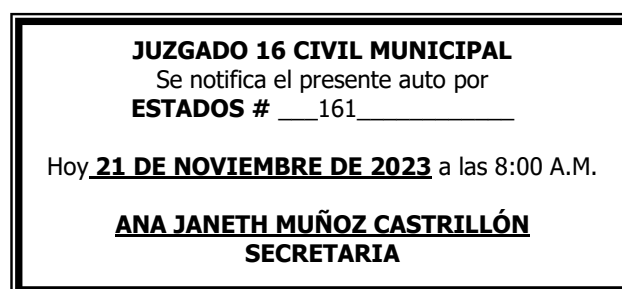 JUZGADO 16 CIVIL MUNICIPAL
Se notifica el presente auto por
ESTADOS # ___161____________
Hoy 21 DE NOVIEMBRE DE 2023 a las 8:00 A.M.
ANA JANETH MUÑOZ CASTRILLÓN
SECRETARIA